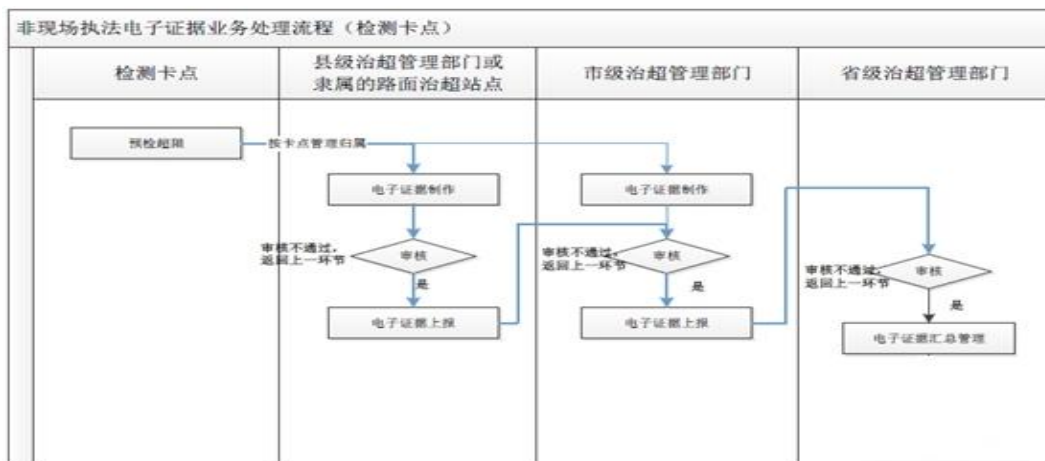 非现场执法电子证据业务处理流程（检测卡点）
检测卡点
县级治超管理部门或
隶属的路面治超站点
市级治超管理部门
省级治超管理部门
预检超限
按卡点管理归属
电子证据制作
电子证据制作
审核不通过，
返回上一环节
审核
是
电子证据上报
审核不通过，
返回上一环节
审核
是
电子证据上报
审核不通过，
返回上一环节
审核
是
电子证据汇总管理